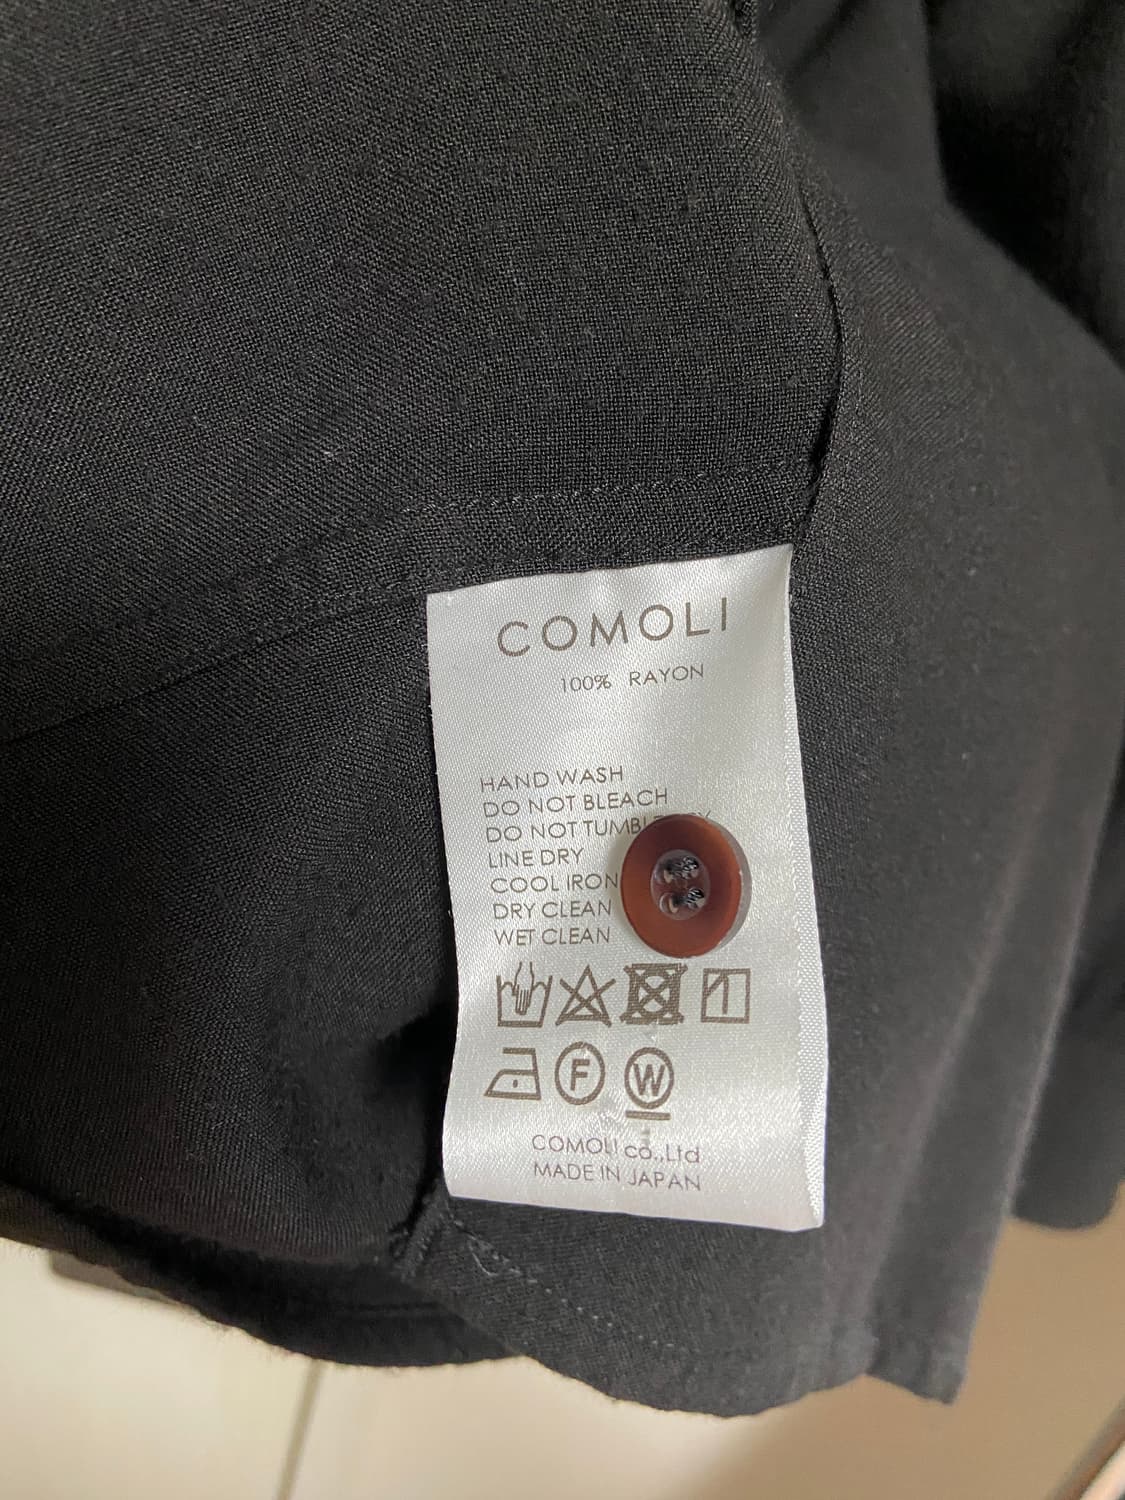 COMOLI
100% RAYON
HAND WASH
DO NOT BLEACH
DO NOT
LINE DRY
COOL IRON
DRY CLEAN
WET CLEAN
F
W
COMOLI co.,Ltd
MADE IN JAPAN